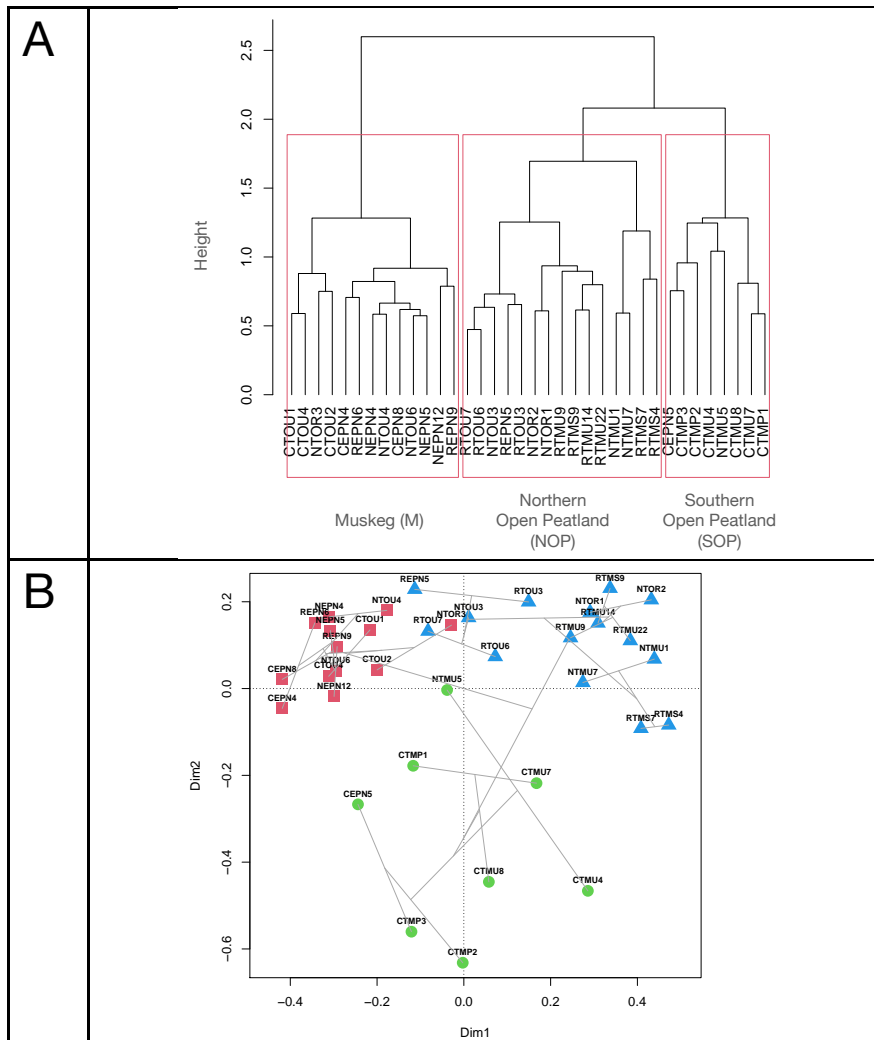 A
Height
2.5
2.0
1.5
1.0
0.5
0.0
CTOU1
CTOU4
NTOR3
CTOU2
CEPN4
REPN6
NEPN4
NTOU4
CEPN8
NTOU6
NEPN5
NEPN12
REPN9
RTOU7
RTOU6
NTOU3
REPN5
RTOU3
NTOR2
NTOR1
RTMU9
RTMS9
RTMU14
RTMU22
NTMU1
NTMU7
RTMS7
RTMS4
CEPN5
CTMP3
CTMP2
CTMU4
NTMU5
CTMU8
CTMU7
CTMP1
Muskeg (M)
Northern
Open Peatland
(NOP)
Southern
Open Peatland
(SOP)
B
Dim2
0.2
0.0
−0.2
−0.4
−0.6
REPN5
RTMS9
NTOU4
NEPN4
REPN6
NEPN5
CTOU1
REPN9
RTOU7
NTOU3
NTOR3
RTOU3
NTOR1
NTOR2
RTMU14
RTMU9
RTMU22
RTOU6
NTMU1
CEPN8
NTOU6
CTOU4
CTOU2
NEPN12
CEPN4
NTMU5
NTMU7
RTMS7
RTMS4
CTMP1
CTMU7
CEPN5
CTMU8
CTMU4
CTMP3
CTMP2
−0.4
−0.2
0.0
0.2
0.4
Dim1